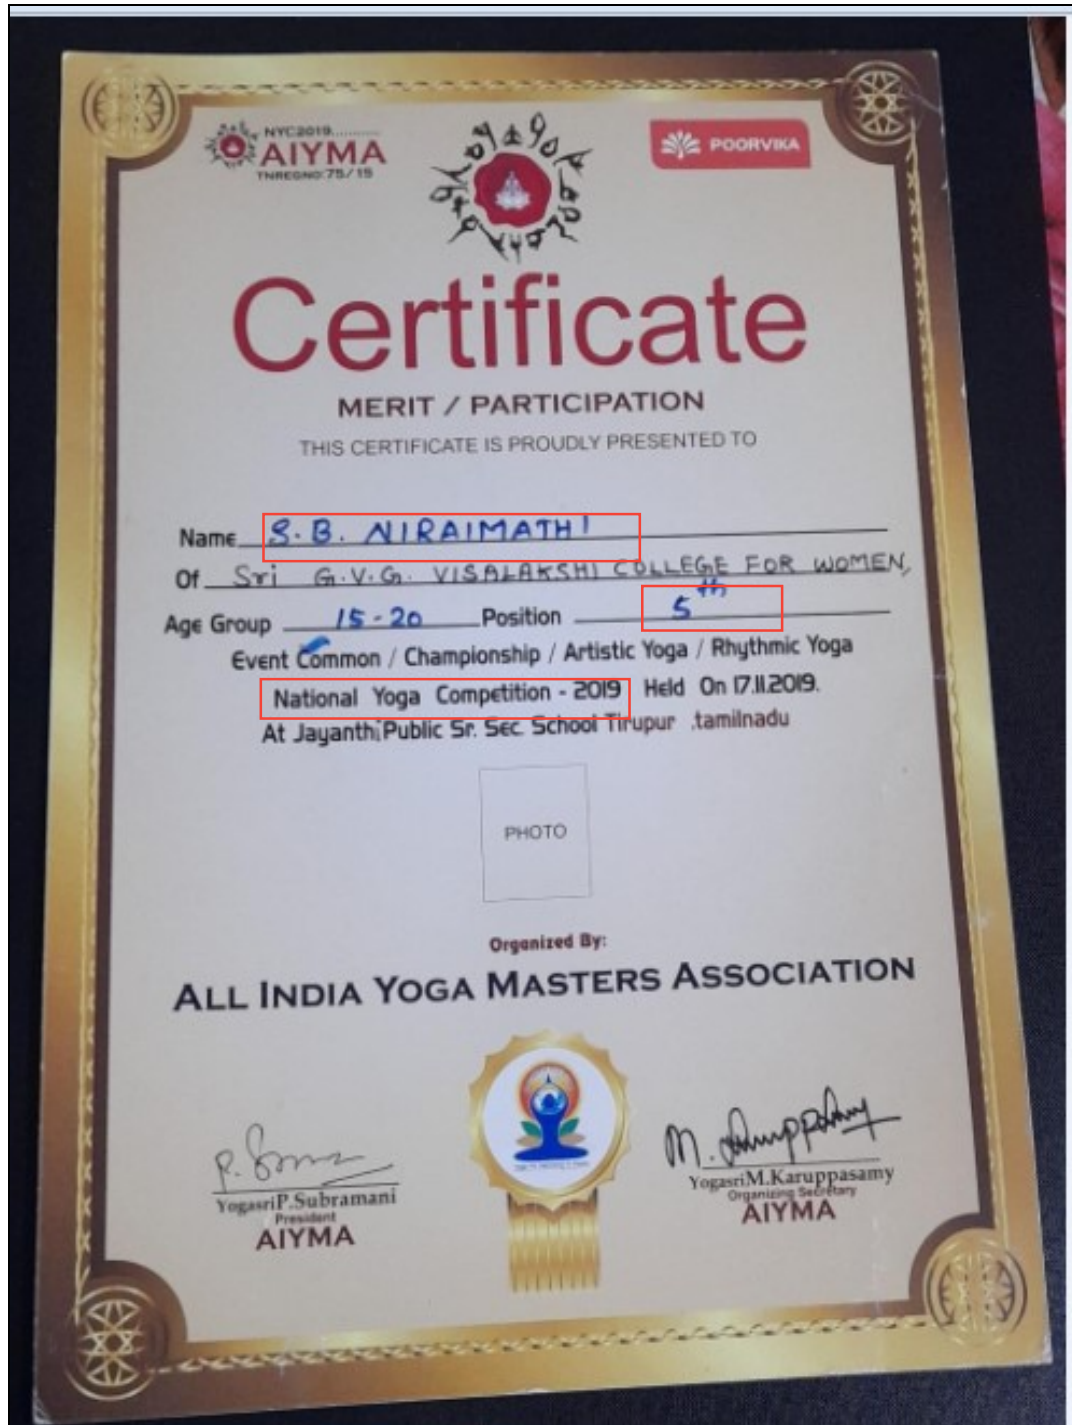 NYC2019...........
AIYMA
TNREGNO:75/15
POORVIKA
Certificate
MERIT / PARTICIPATION
THIS CERTIFICATE IS PROUDLY PRESENTED TO
Name S.B. NIRAIMATHI
Of Sri G.V.G. VISALAKSHI COLLEGE FOR WOMEN,
Age Group 15-20 Position 5th
Event Common / Championship / Artistic Yoga / Rhythmic Yoga
National Yoga Competition - 2019 Held On 17.11.2019.
At Jayanthi Public Sr. Sec. School Tirupur .tamilnadu
PHOTO
Organized By:
ALL INDIA YOGA MASTERS ASSOCIATION
YogasriP.Subramani
President
AIYMA
YogasriM.Karuppasamy
Organizing Secretary
AIYMA